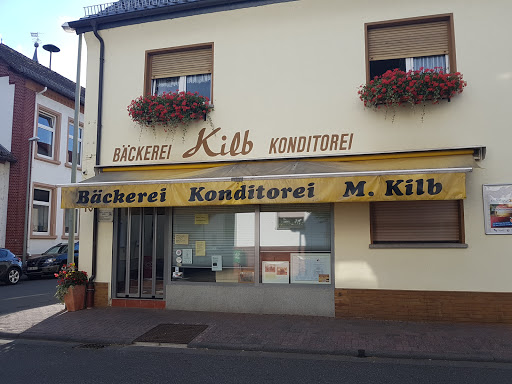 BÄCKEREI Kilb KONDITOREI
Bäckerei Konditorei M. Kilb